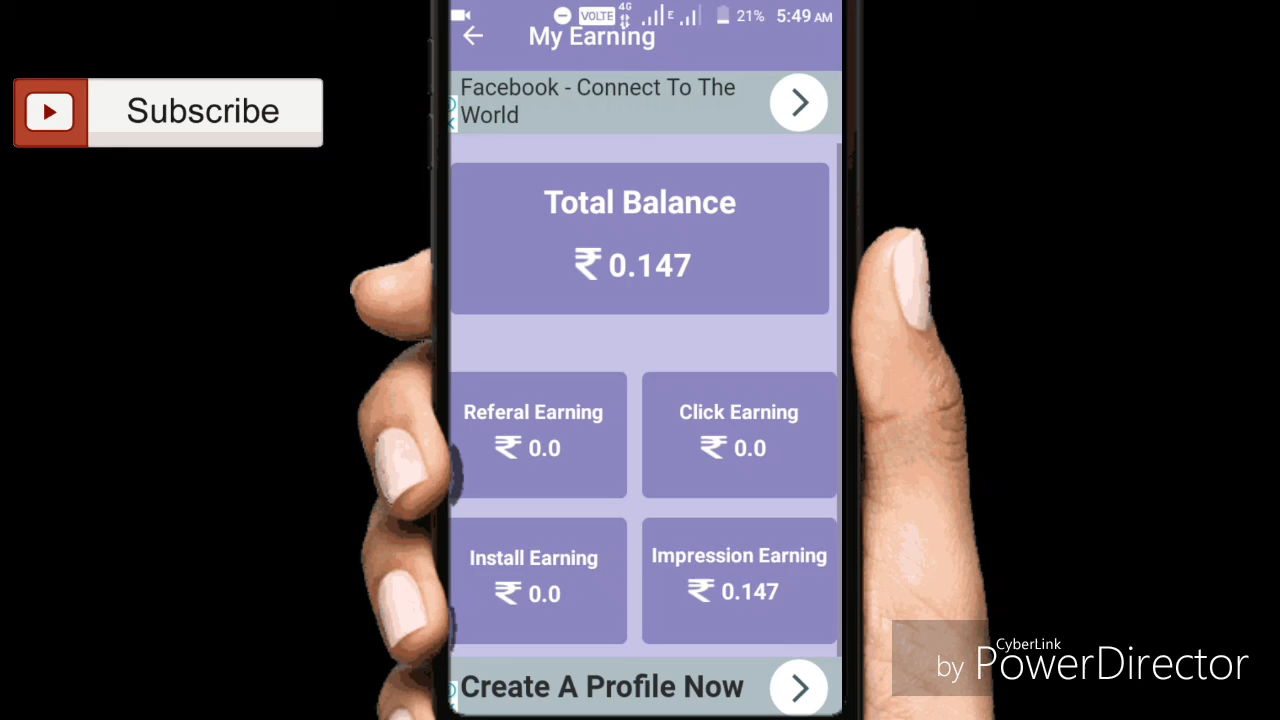 VOLTE 4G E 21% 5:49 AM
My Earning
Subscribe
Facebook - Connect To The
World
Total Balance
₹ 0.147
Referal Earning
₹ 0.0
Click Earning
₹ 0.0
Install Earning
₹ 0.0
Impression Earning
₹ 0.147
Create A Profile Now
CyberLink
by PowerDirector